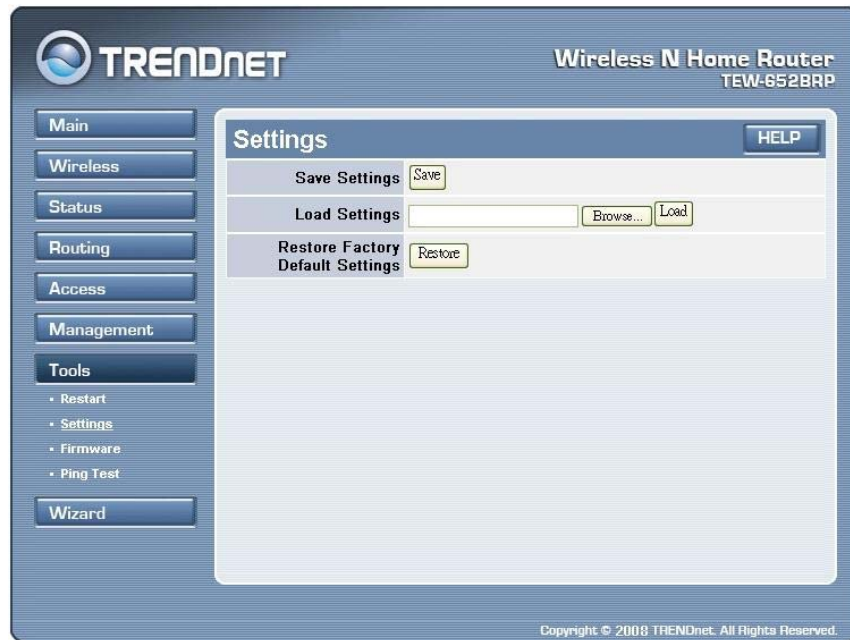 TRENDNET
Wireless N Home Router
TEW-652BRP
Main
Wireless
Status
Routing
Access
Management
Tools
Restart
Settings
Firmware
Ping Test
Wizard
Settings
HELP
Save Settings Save
Load Settings Browse... Load
Restore Factory
Default Settings Restore
Copyright © 2008 TRENDnet. All Rights Reserved.